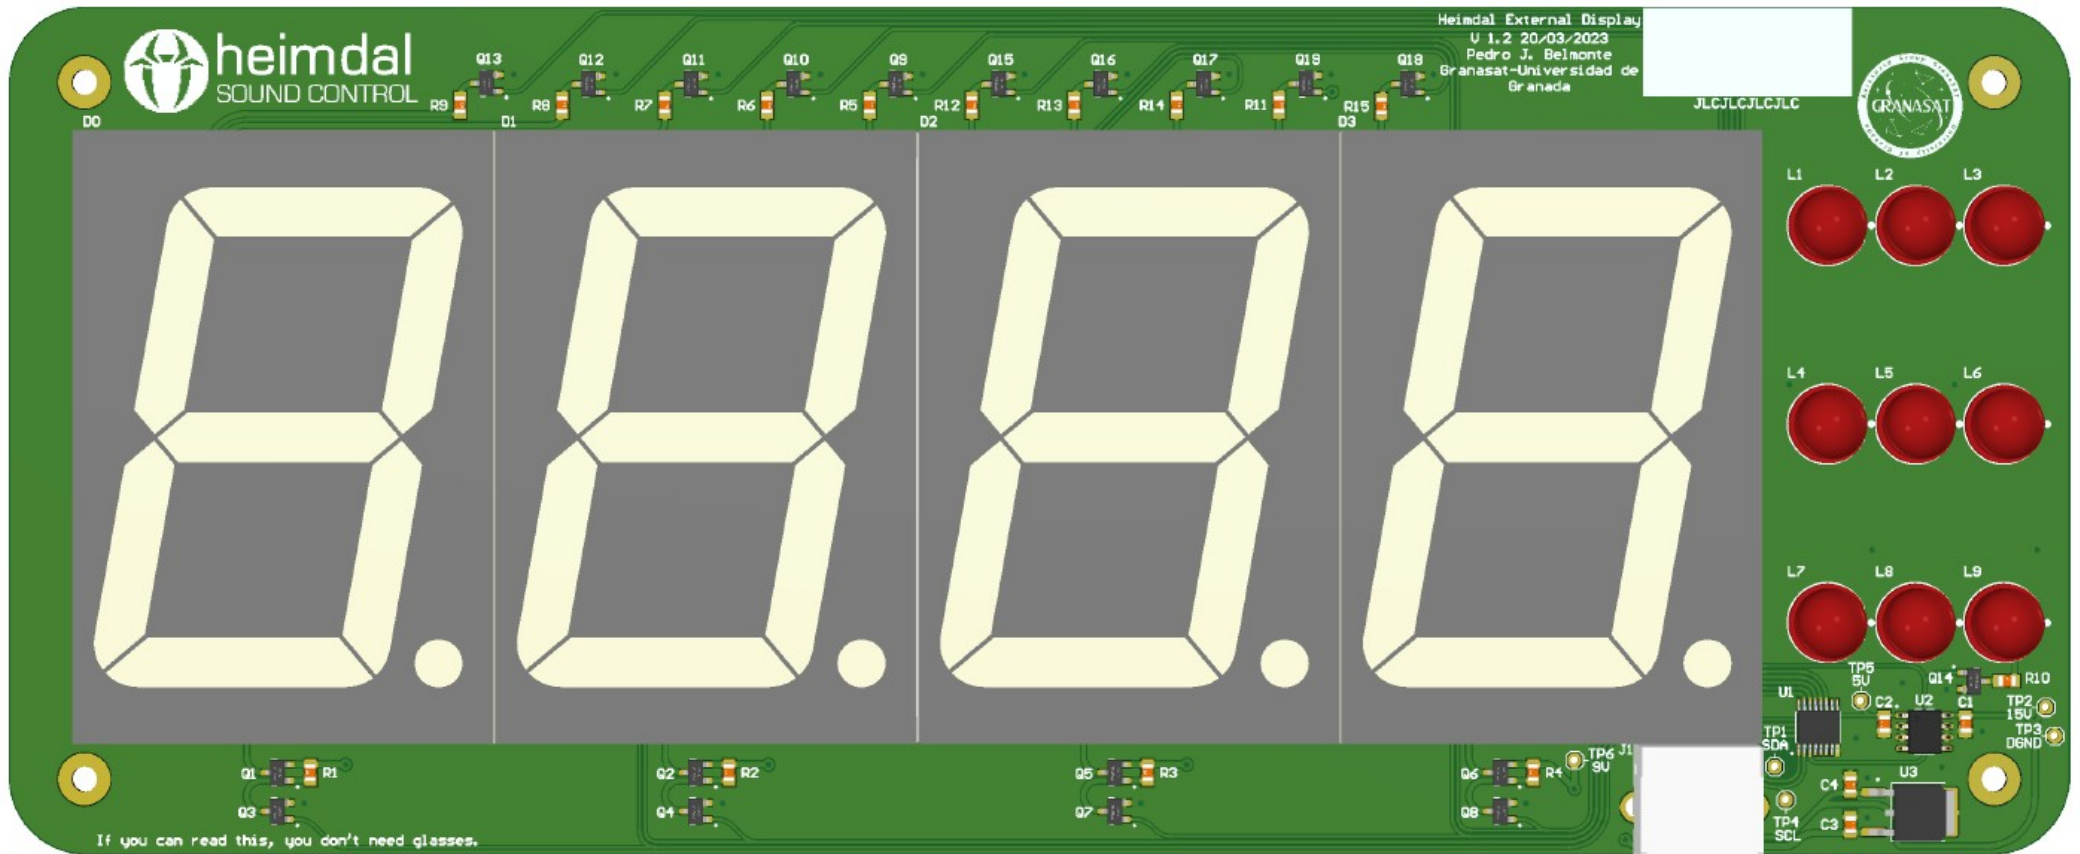 heimdal
SOUND CONTROL
Heimdal External Display
V 1.2 20/03/2023
Pedro J. Belmonte
Granasat-Universidad de
Granada
JLCJLCJLCJLC
GRANASAT
Q13 Q12 Q11 Q10 Q9 Q15 Q16 Q17 Q19 Q18
R9 R8 R7 R6 R5 R12 R13 R14 R11 R15
D0 D1 D2 D3
L1 L2 L3
L4 L5 L6
L7 L8 L9
TP5
5V
Q14 R10
U1 C2 U2 C1
TP2
15V
TP3
DGND
TP1
SDA
J1
TP6
9V
Q1 R1 Q2 R2 Q5 R3 Q6 R4
U3
C4
Q3 Q4 Q7 Q8
C3
TP4
SCL
If you can read this, you don't need glasses.